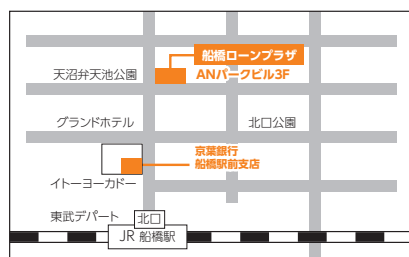 船橋ローンプラザ
天沼弁天池公園
ANパークビル3F
グランドホテル
北口公園
京葉銀行
船橋駅前支店
イトーヨーカドー
東武デパート
北口
JR 船橋駅